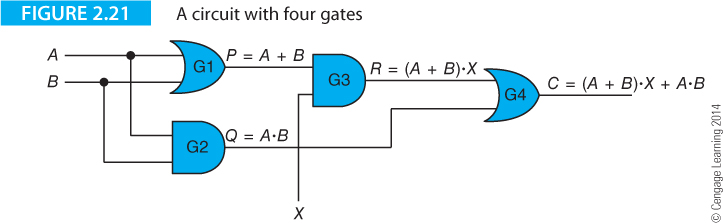 FIGURE 2.21 A circuit with four gates
A
B
G1
P = A + B
G3
R = (A + B)·X
G4
C = (A + B)·X + A·B
G2
Q = A·B
X
© Cengage Learning 2014